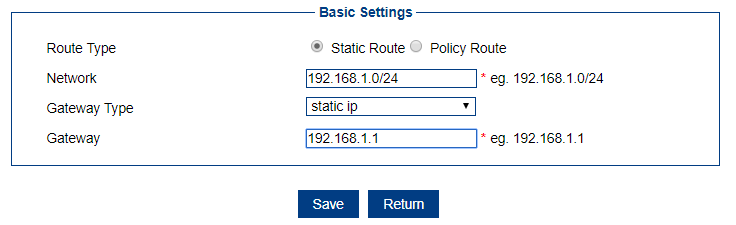 Basic Settings
Route Type Static Route Policy Route
Network 192.168.1.0/24 * eg. 192.168.1.0/24
Gateway Type static ip
Gateway 192.168.1.1 * eg. 192.168.1.1
Save Return